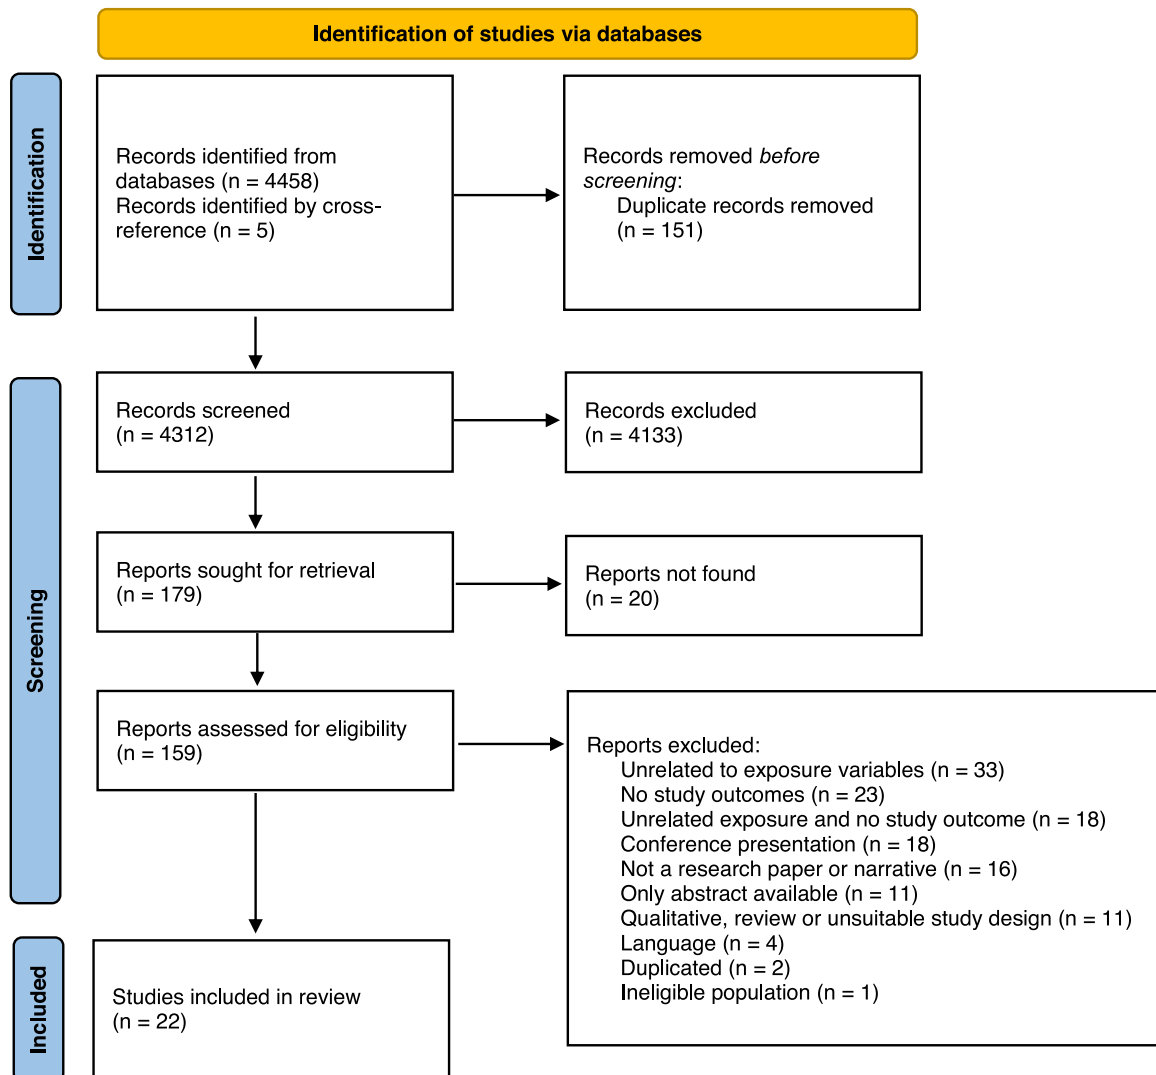 Identification of studies via databases
Identification
Records identified from
databases (n = 4458)
Records identified by cross-
reference (n = 5)
Records removed before
screening:
Duplicate records removed
(n = 151)
Screening
Records screened
(n = 4312)
Records excluded
(n = 4133)
Reports sought for retrieval
(n = 179)
Reports not found
(n = 20)
Reports assessed for eligibility
(n = 159)
Reports excluded:
Unrelated to exposure variables (n = 33)
No study outcomes (n = 23)
Unrelated exposure and no study outcome (n = 18)
Conference presentation (n = 18)
Not a research paper or narrative (n = 16)
Only abstract available (n = 11)
Qualitative, review or unsuitable study design (n = 11)
Language (n = 4)
Duplicated (n = 2)
Ineligible population (n = 1)
Included
Studies included in review
(n = 22)